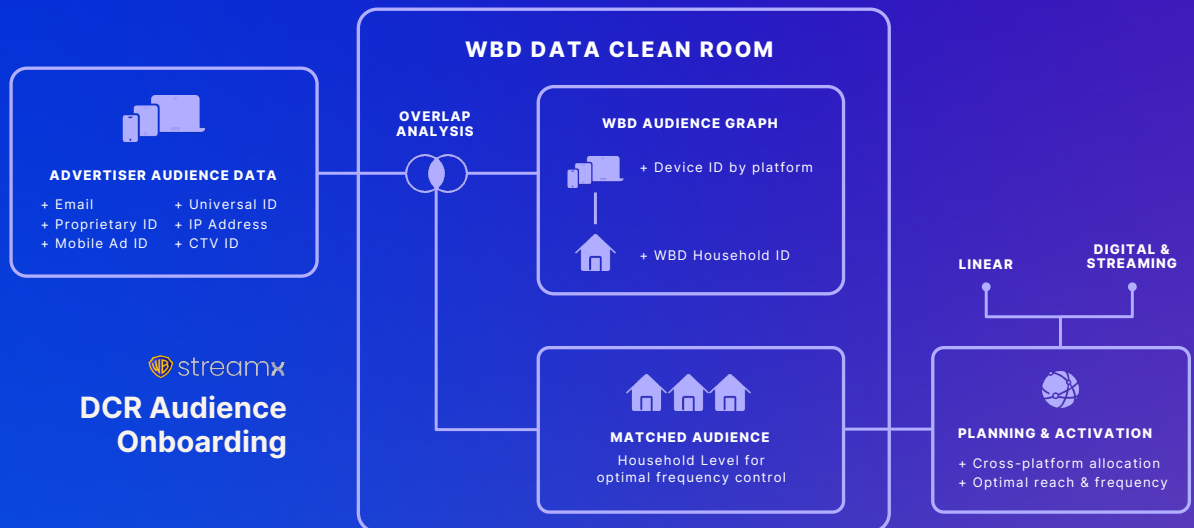 WBD DATA CLEAN ROOM
ADVERTISER AUDIENCE DATA
+ Email
+ Proprietary ID
+ Mobile Ad ID
+ Universal ID
+ IP Address
+ CTV ID
OVERLAP
ANALYSIS
WBD AUDIENCE GRAPH
+ Device ID by platform
+ WBD Household ID
MATCHED AUDIENCE
Household Level for
optimal frequency control
LINEAR
DIGITAL &
STREAMING
PLANNING & ACTIVATION
+ Cross-platform allocation
+ Optimal reach & frequency
WB streamx
DCR Audience
Onboarding